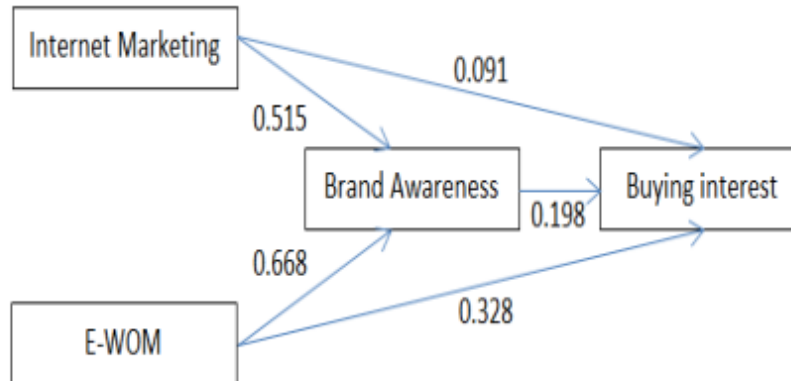 Internet Marketing
0.091
0.515
Brand Awareness
Buying interest
0.198
0.668
0.328
E-WOM